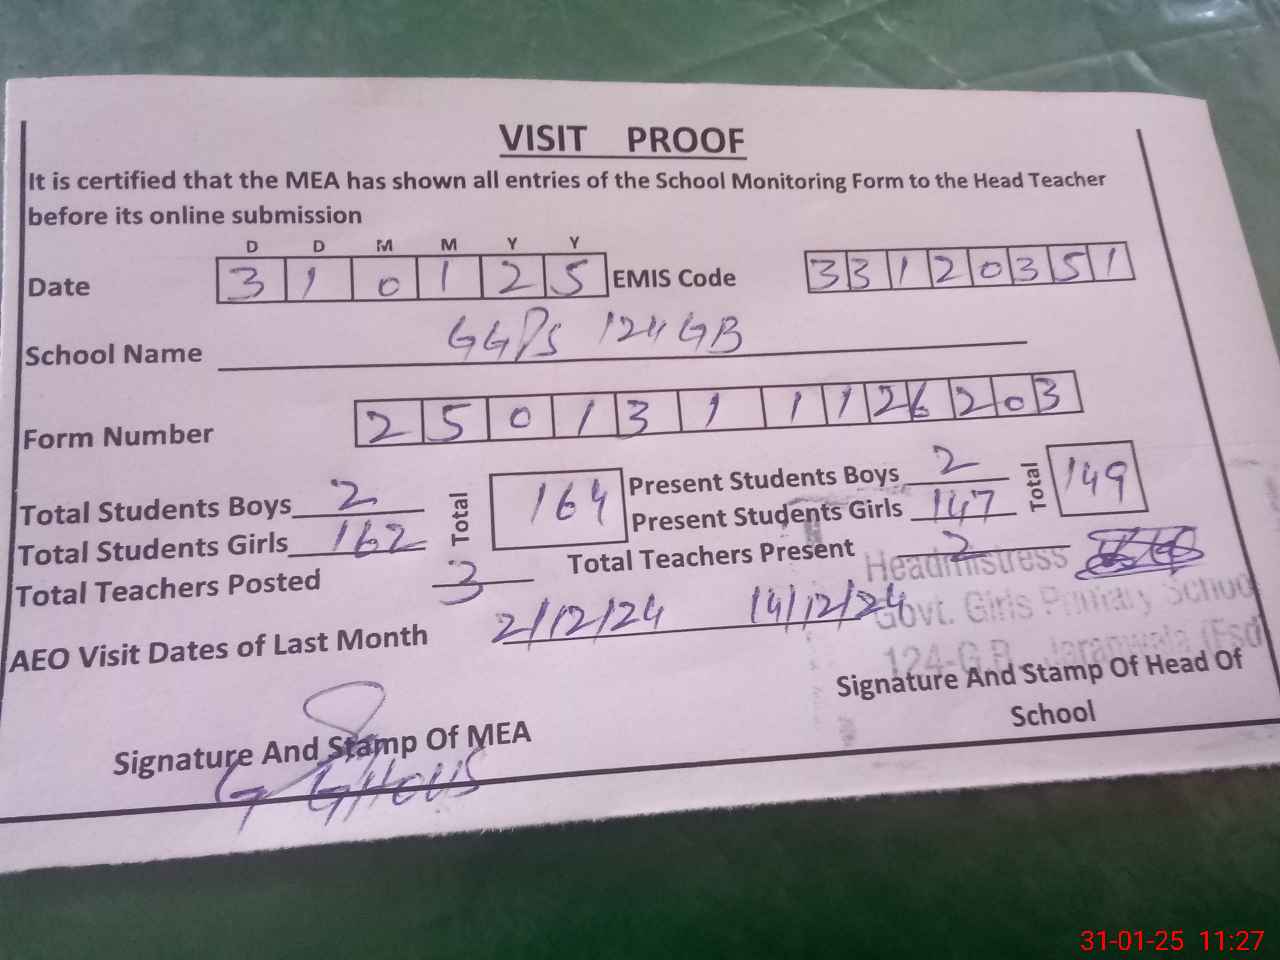 VISIT PROOF
It is certified that the MEA has shown all entries of the School Monitoring Form to the Head Teacher
before its online submission
D D M M Y Y
Date 3 1 0 1 2 5 EMIS Code 3 3 1 2 0 3 5 1
School Name GGPS 124 GB
Form Number 2 5 0 1 3 1 1 1 2 6 2 0 3
Total Students Boys 2 Total 164 Present Students Boys 2 Total 149
Total Students Girls 162 Present Students Girls 147
Total Teachers Posted 3 Total Teachers Present 2
Headmistress
Govt. Girls Primary School
124-G.B. Jaranwala (Fsd
AEO Visit Dates of Last Month 2/12/24 14/12/24
Signature And Stamp Of Head Of
School
Signature And Stamp Of MEA
G GHOUS
31-01-25 11:27